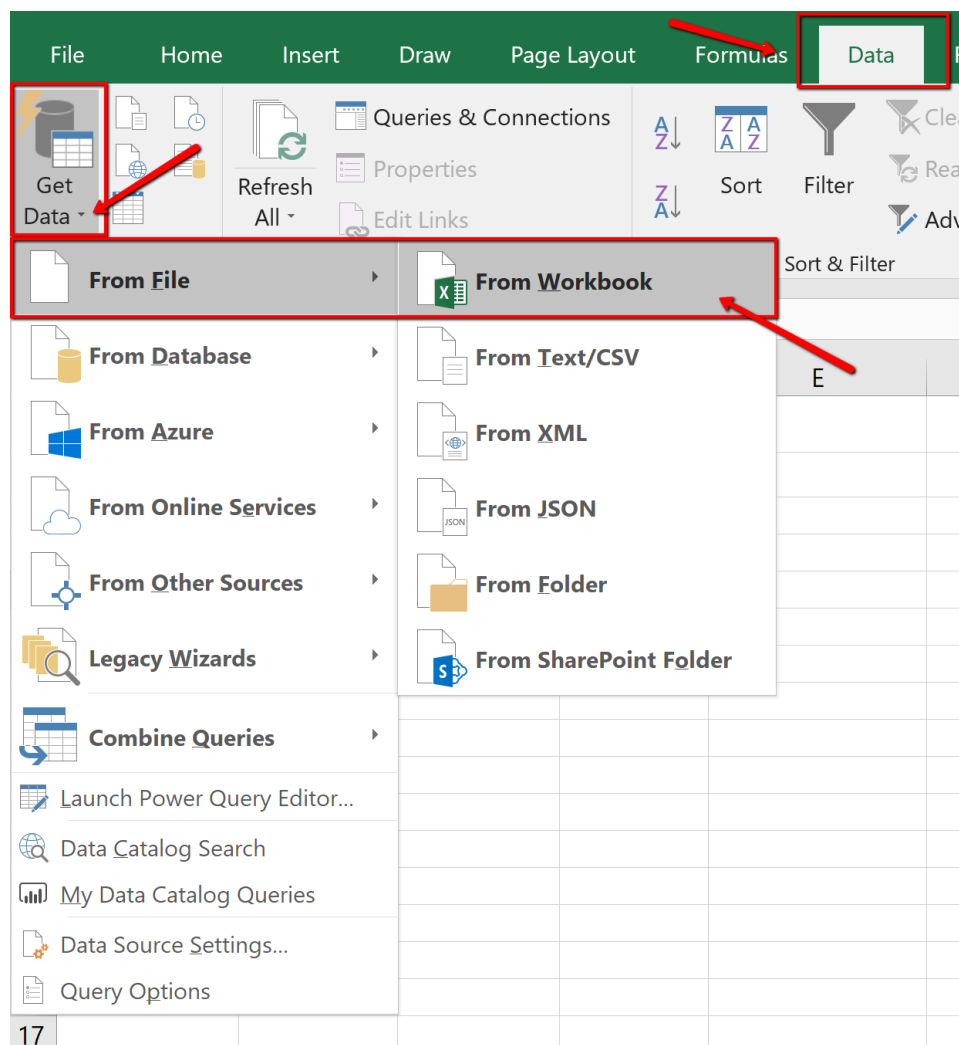 File Home Insert Draw Page Layout Formulas Data
Get Data
Refresh All
Queries & Connections
Properties
Edit Links
A Z
Z A
Z A A Z
Sort
Filter
Sort & Filter
From File
From Database
From Azure
From Online Services
From Other Sources
Legacy Wizards
Combine Queries
Launch Power Query Editor...
Data Catalog Search
My Data Catalog Queries
Data Source Settings...
Query Options
From Workbook
From Text/CSV
From XML
JSON
From JSON
From Folder
From SharePoint Folder
E
17